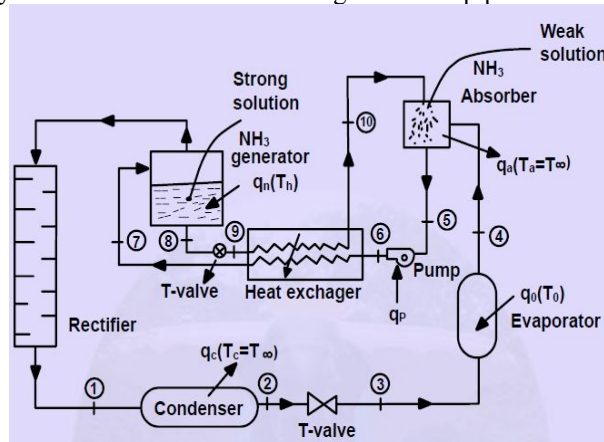 Weak
solution
NH₃
Absorber
Strong
solution
NH₃
generator
qn(Th)
10
qa(Ta=T∞)
7
8
9
6
5
4
T-valve
Heat exchager
Pump
qP
q0(T0)
Evaporator
Rectifier
qc(Tc=T∞)
1
Condenser
2
3
T-valve